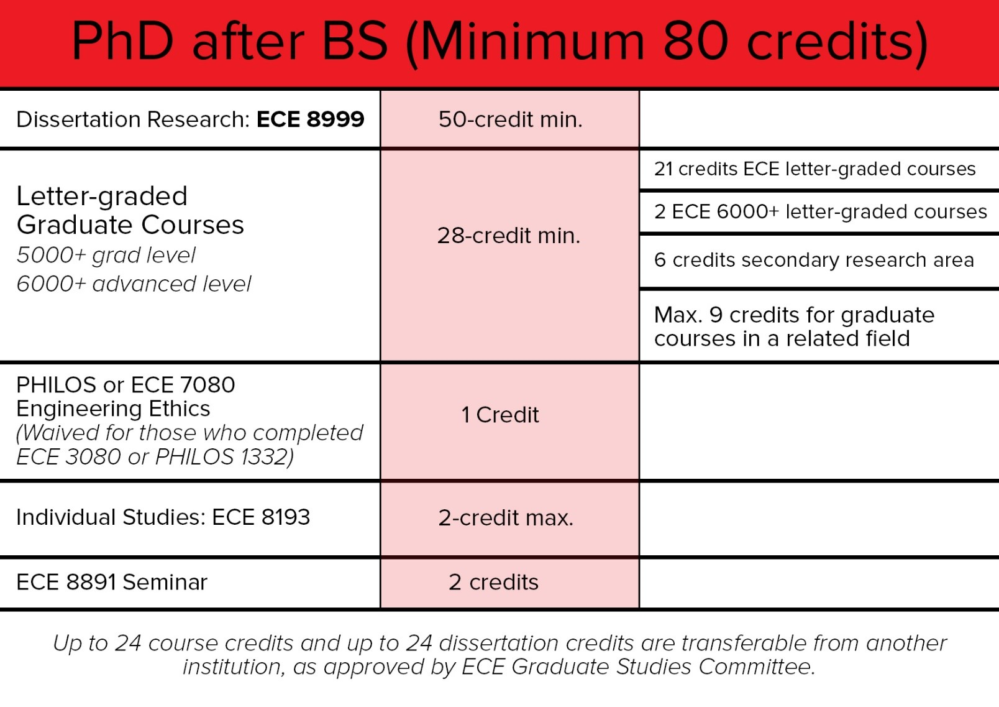 PhD after BS (Minimum 80 credits)
Dissertation Research: ECE 8999
50-credit min.
Letter-graded
Graduate Courses
5000+ grad level
6000+ advanced level
28-credit min.
21 credits ECE letter-graded courses
2 ECE 6000+ letter-graded courses
6 credits secondary research area
Max. 9 credits for graduate
courses in a related field
PHILOS or ECE 7080
Engineering Ethics
(Waived for those who completed
ECE 3080 or PHILOS 1332)
1 Credit
Individual Studies: ECE 8193
2-credit max.
ECE 8891 Seminar
2 credits
Up to 24 course credits and up to 24 dissertation credits are transferable from another
institution, as approved by ECE Graduate Studies Committee.